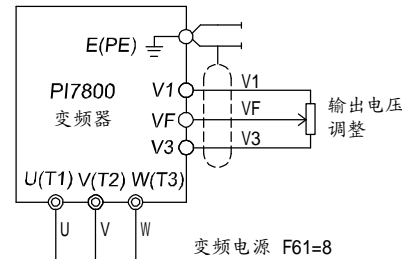 E(PE)
PI7800
变频器
V1
V1
VF
VF
V3
V3
输出电压
调整
U(T1) V(T2) W(T3)
U
V
W
变频电源 F61=8